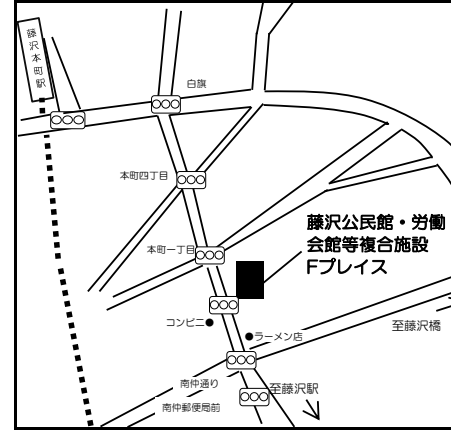 藤沢本町駅
白旗
本町四丁目
藤沢公民館・労働
会館等複合施設
Fプレイス
本町一丁目
コンビニ
ラーメン店
至藤沢橋
南仲通り
至藤沢駅
南仲郵便局前